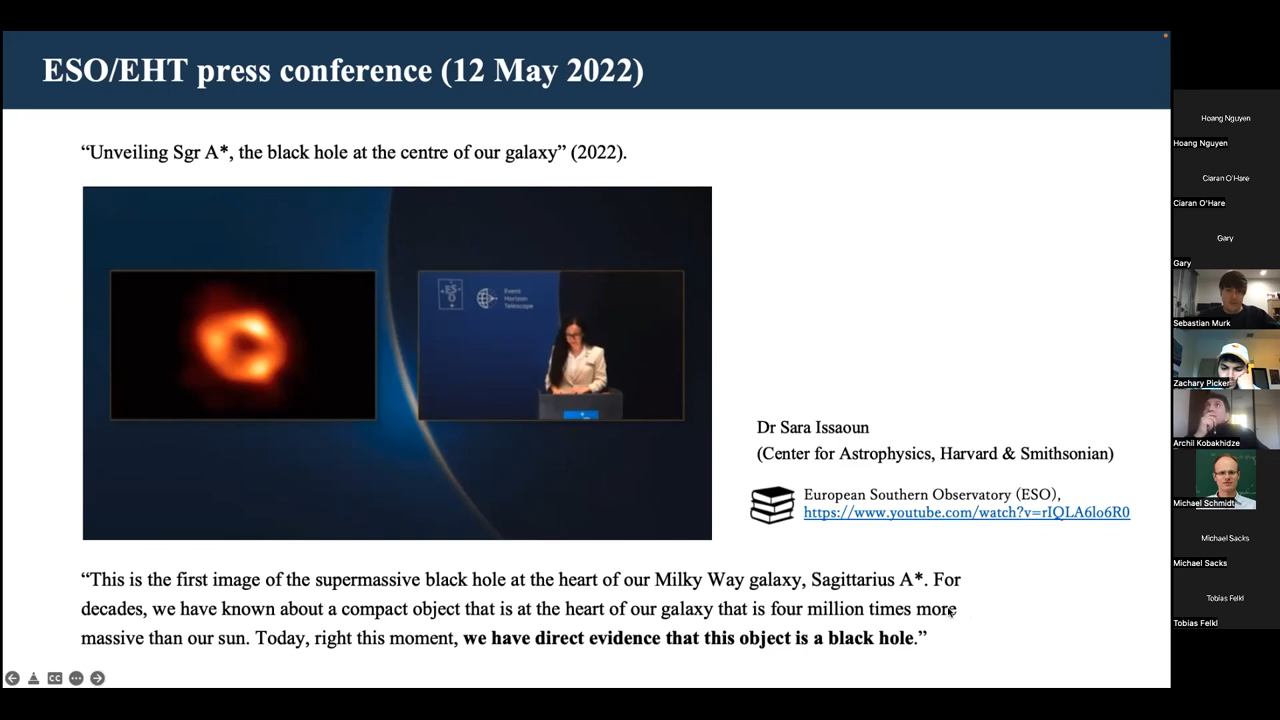 ESO/EHT press conference (12 May 2022)
“Unveiling Sgr A*, the black hole at the centre of our galaxy” (2022).
ES
O
Event
Horizon
Telescope
Dr Sara Issaoun
(Center for Astrophysics, Harvard & Smithsonian)
European Southern Observatory (ESO),
https://www.youtube.com/watch?v=rIQLA6lo6R0
“This is the first image of the supermassive black hole at the heart of our Milky Way galaxy, Sagittarius A*. For
decades, we have known about a compact object that is at the heart of our galaxy that is four million times more
massive than our sun. Today, right this moment, we have direct evidence that this object is a black hole.”
CC
Hoang Nguyen
Hoang Nguyen
Ciaran O'Hare
Ciaran O'Hare
Gary
Gary
Sebastian Murk
Zachary Picker
Archil Kobakhidze
Michael Schmidt
Michael Sacks
Michael Sacks
Tobias Felkl
Tobias Felkl